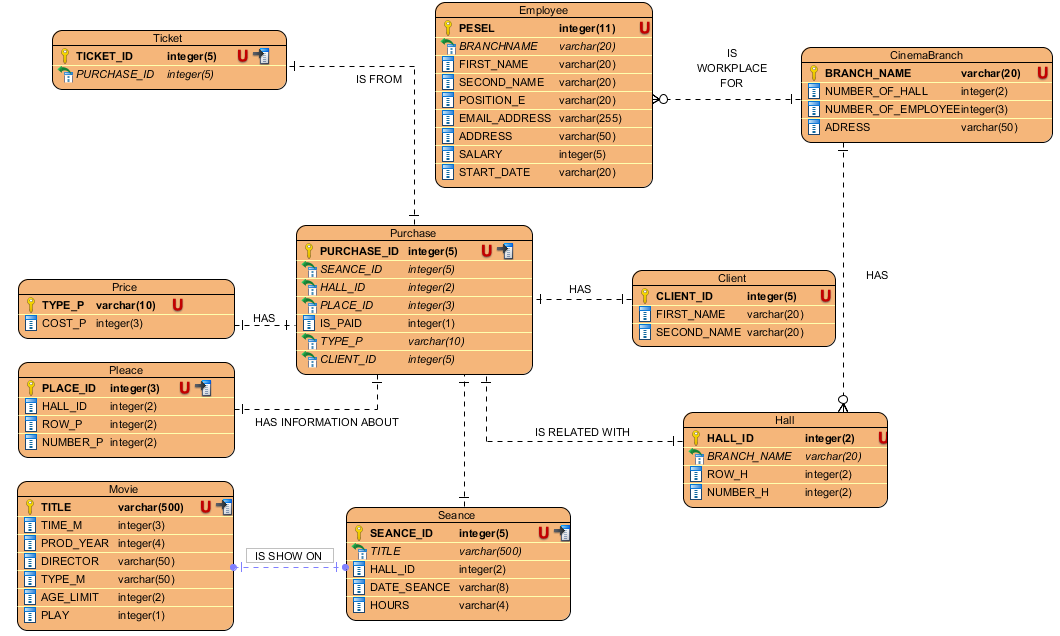 Ticket
TICKET_ID integer(5) U
PURCHASE_ID integer(5)
IS FROM
Employee
PESEL integer(11) U
BRANCHNAME varchar(20)
FIRST_NAME varchar(20)
SECOND_NAME varchar(20)
POSITION_E varchar(20)
EMAIL_ADDRESS varchar(255)
ADDRESS varchar(50)
SALARY integer(5)
START_DATE varchar(20)
IS
WORKPLACE
FOR
CinemaBranch
BRANCH_NAME varchar(20) U
NUMBER_OF_HALL integer(2)
NUMBER_OF_EMPLOYEE integer(3)
ADRESS varchar(50)
HAS
Purchase
PURCHASE_ID integer(5) U
SEANCE_ID integer(5)
HALL_ID integer(2)
PLACE_ID integer(3)
IS_PAID integer(1)
TYPE_P varchar(10)
CLIENT_ID integer(5)
HAS
Client
CLIENT_ID integer(5) U
FIRST_NAME varchar(20)
SECOND_NAME varchar(20)
Price
TYPE_P varchar(10) U
COST_P integer(3)
HAS
Pleace
PLACE_ID integer(3) U
HALL_ID integer(2)
ROW_P integer(2)
NUMBER_P integer(2)
HAS INFORMATION ABOUT
IS RELATED WITH
Hall
HALL_ID integer(2) U
BRANCH_NAME varchar(20)
ROW_H integer(2)
NUMBER_H integer(2)
Movie
TITLE varchar(500) U
TIME_M integer(3)
PROD_YEAR integer(4)
DIRECTOR varchar(50)
TYPE_M varchar(50)
AGE_LIMIT integer(2)
PLAY integer(1)
IS SHOW ON
Seance
SEANCE_ID integer(5) U
TITLE varchar(500)
HALL_ID integer(2)
DATE_SEANCE varchar(8)
HOURS varchar(4)